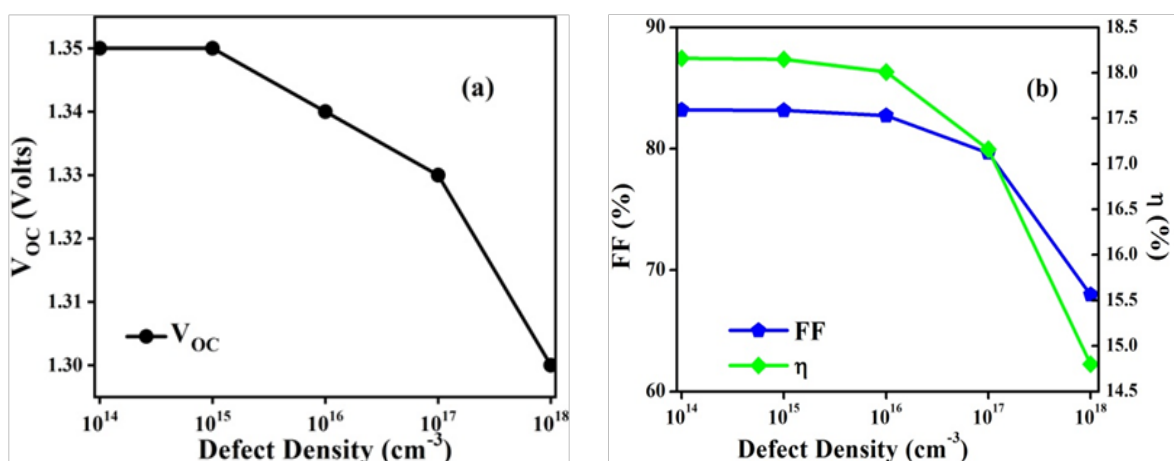 (a)
V_OC (Volts)
1.35
1.34
1.33
1.32
1.31
1.30
V_OC
10^14
10^15
10^16
10^17
10^18
Defect Density (cm^-3)
(b)
FF (%)
90
80
70
60
FF
η
10^14
10^15
10^16
10^17
10^18
Defect Density (cm^-3)
18.5
18.0
17.5
17.0
16.5
16.0
15.5
15.0
14.5
η (%)